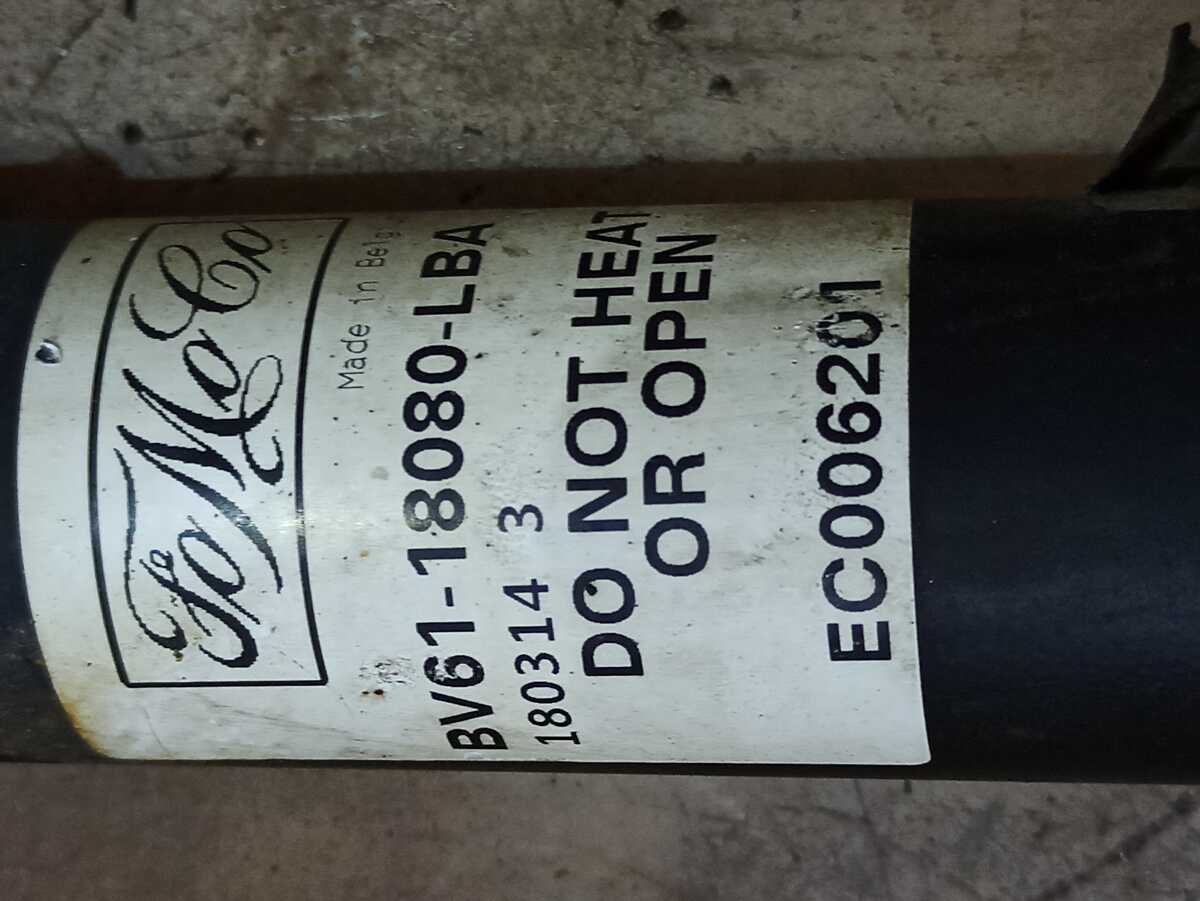 FoMoCo
Made in Belg
BV61-18080-LBA
180314 3
DO NOT HEAT
OR OPEN
EC006201